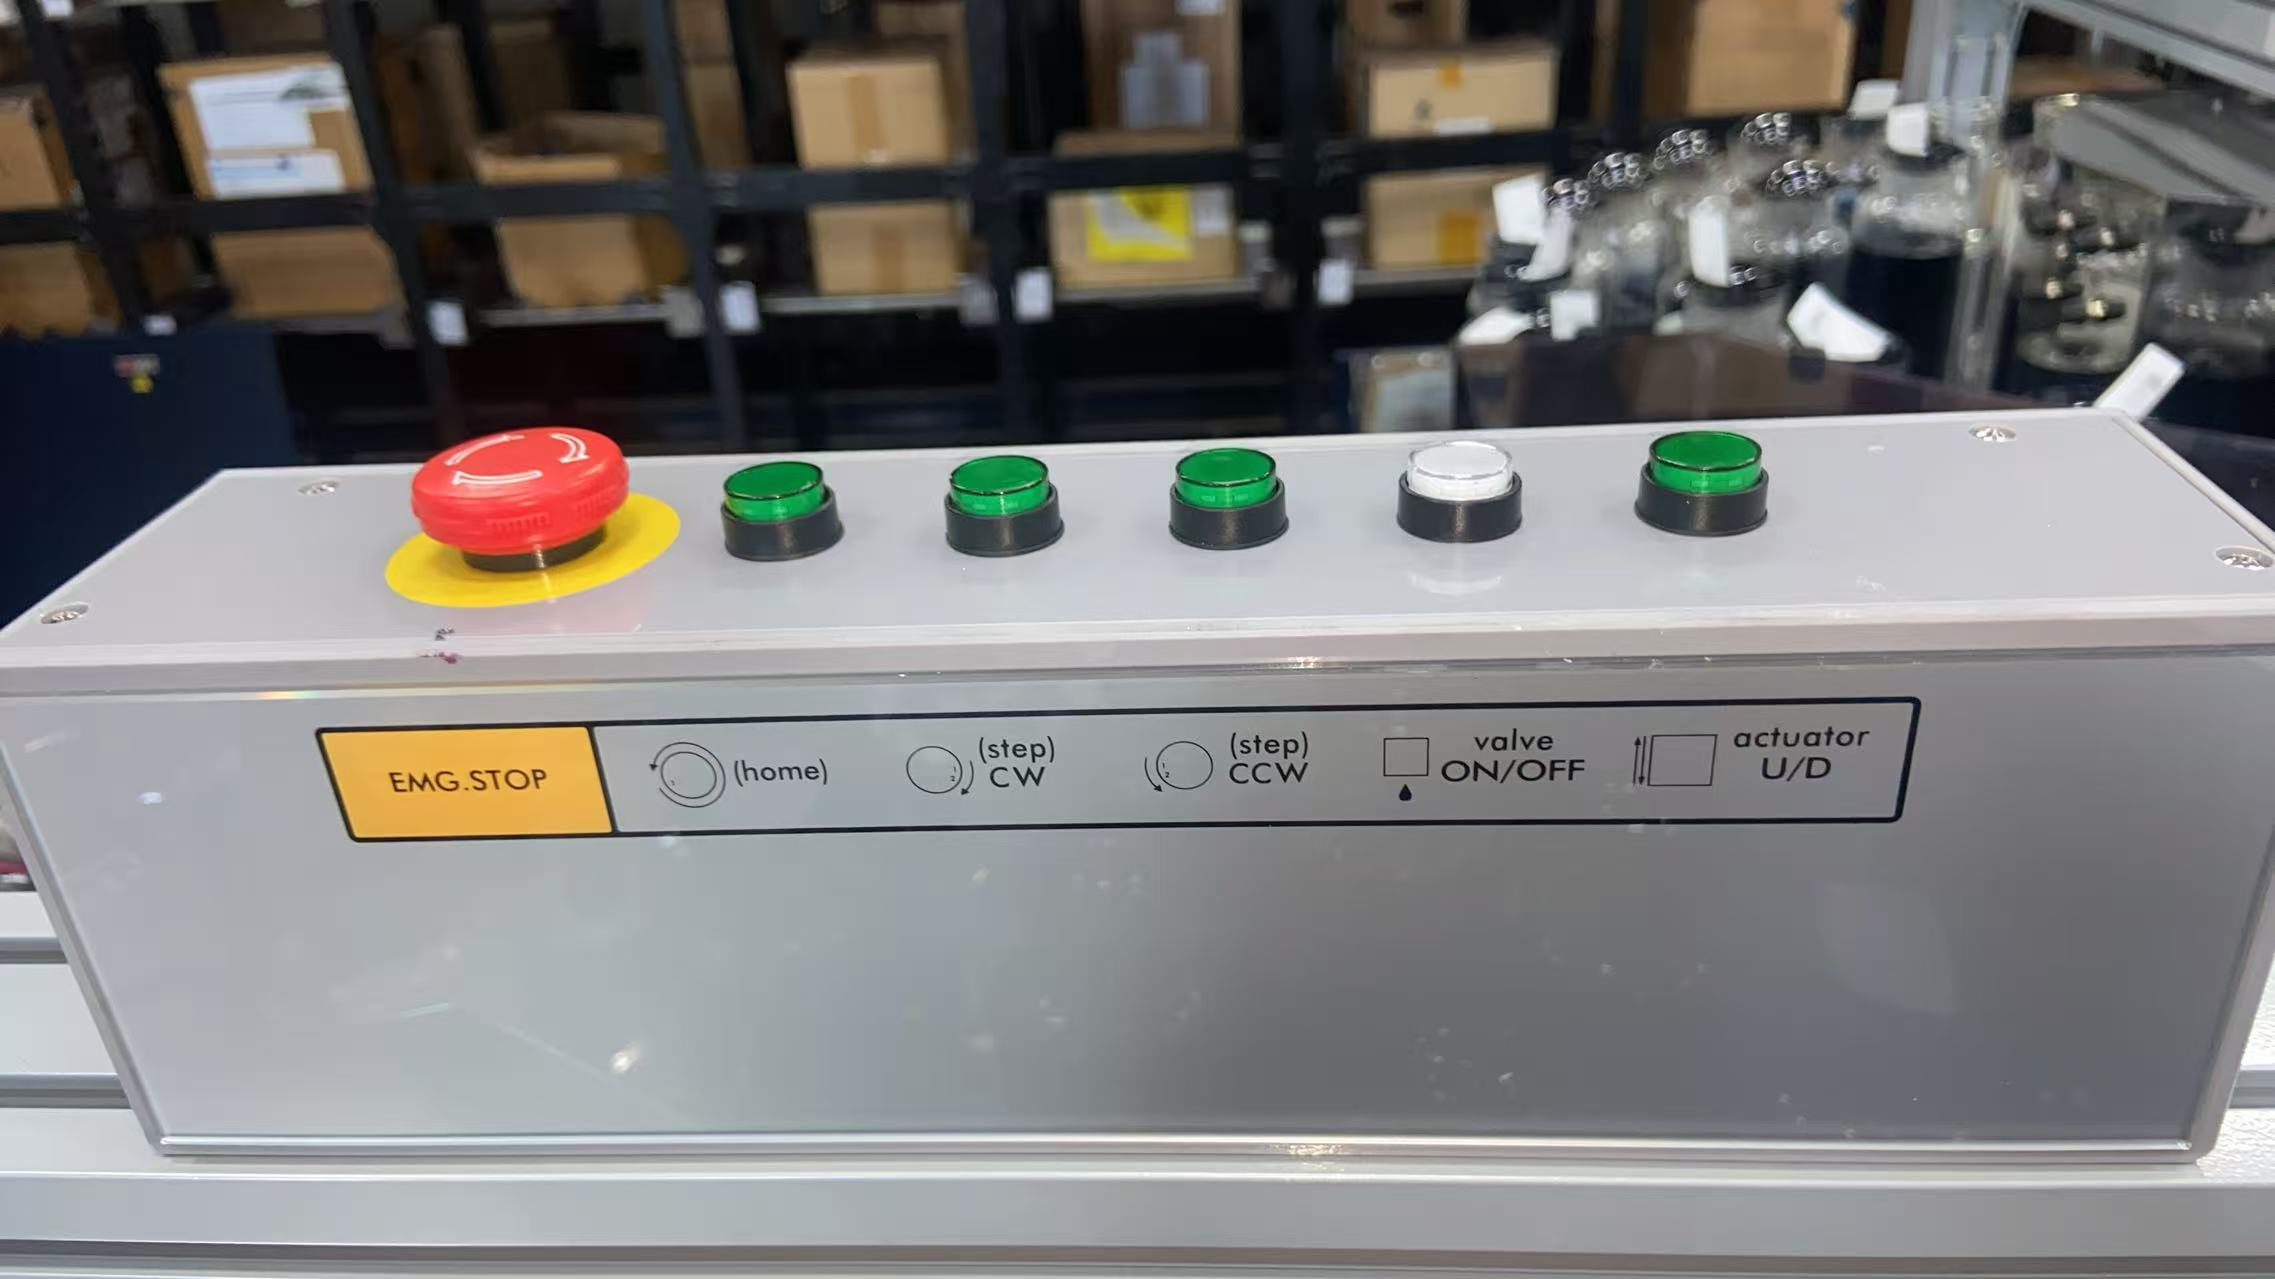 EMG.STOP
(home)
(step)
CW
(step)
CCW
valve
ON/OFF
actuator
U/D